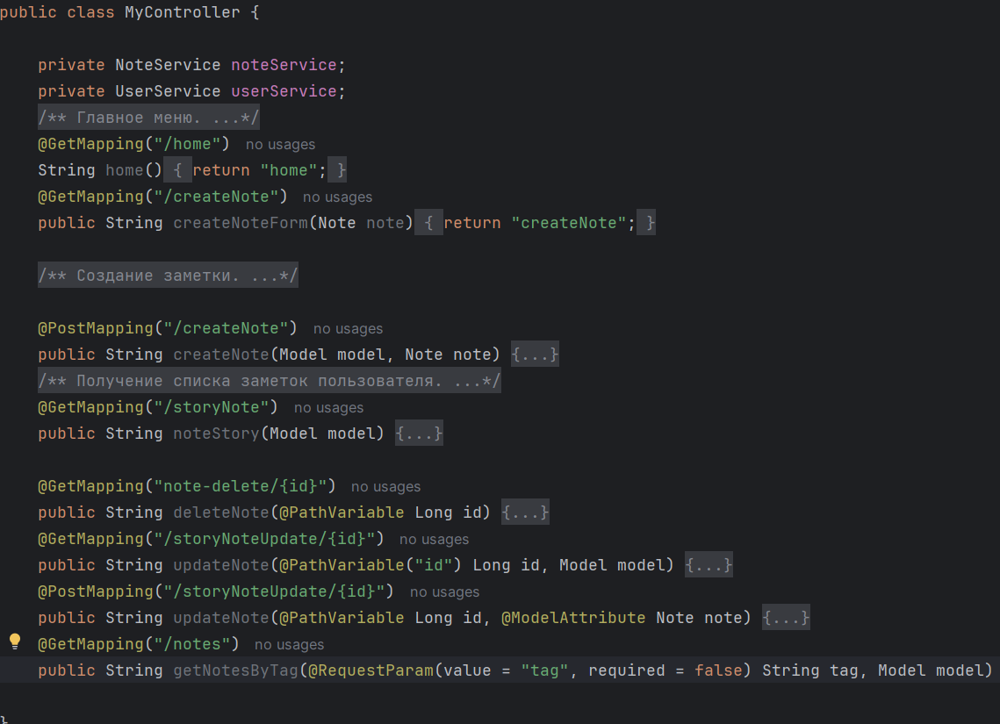 public class MyController {
private NoteService noteService;
private UserService userService;
/** Главное меню. ...*/
@GetMapping("/home") no usages
String home() { return "home"; }
@GetMapping("/createNote") no usages
public String createNoteForm(Note note) { return "createNote"; }
/** Создание заметки. ...*/
@PostMapping("/createNote") no usages
public String createNote(Model model, Note note) {...}
/** Получение списка заметок пользователя. ...*/
@GetMapping("/storyNote") no usages
public String noteStory(Model model) {...}
@GetMapping("note-delete/{id}") no usages
public String deleteNote(@PathVariable Long id) {...}
@GetMapping("/storyNoteUpdate/{id}") no usages
public String updateNote(@PathVariable("id") Long id, Model model) {...}
@PostMapping("/storyNoteUpdate/{id}") no usages
public String updateNote(@PathVariable Long id, @ModelAttribute Note note) {...}
@GetMapping("/notes") no usages
public String getNotesByTag(@RequestParam(value = "tag", required = false) String tag, Model model)
}